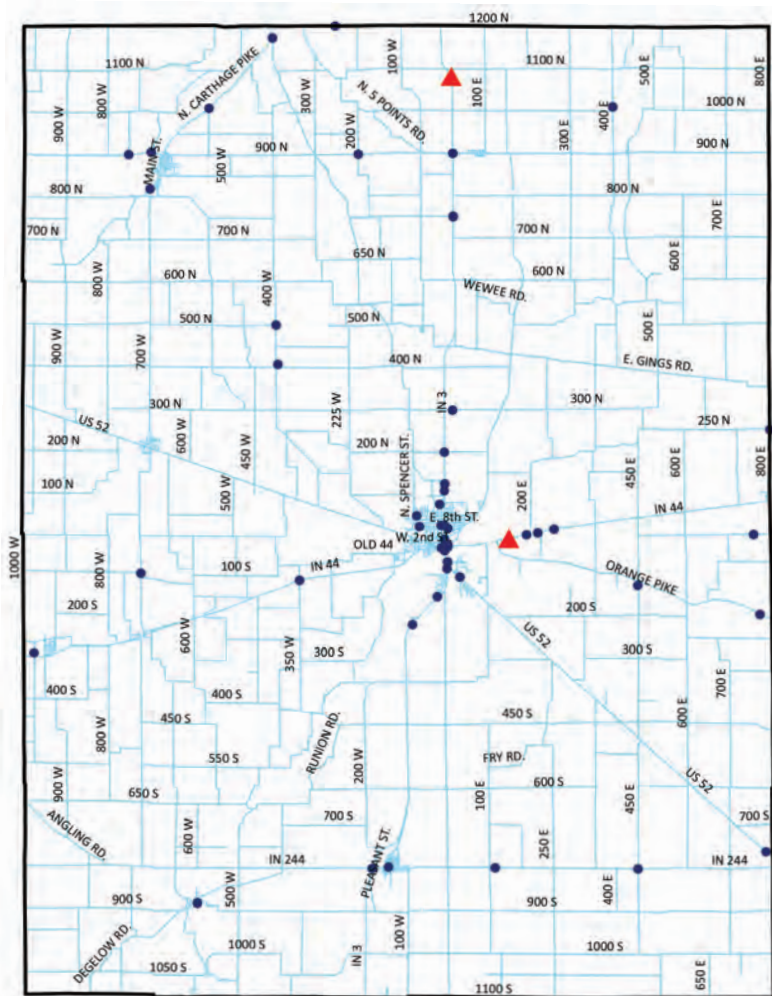 1200 N
1100 N
100 W
1100 N
500 E
800 E
N. CARTHAGE PIKE
800 W
300 W
N. 5 POINTS RD.
100 E
1000 N
900 W
400 E
MAIN ST.
500 W
900 N
200 W
300 E
900 N
800 N
800 N
700 N
700 N
700 N
700 E
650 N
600 E
800 W
600 N
400 W
600 N
WEWEE RD.
500 N
500 N
500 E
900 W
700 W
400 N
E. GINGS RD.
300 N
225 W
IN 3
300 N
US 52
600 W
250 N
200 N
450 W
200 N
N. SPENCER ST.
450 E
600 E
800 E
100 N
500 W
200 E
IN 44
E. 8th ST.
W. 2nd ST.
OLD 44
1000 W
800 W
100 S
IN 44
ORANGE PIKE
200 S
200 S
600 W
US 52
350 W
300 S
300 S
700 E
400 S
400 S
600 E
800 W
450 S
450 S
RUNION RD.
550 S
200 W
FRY RD.
US 52
900 W
650 S
100 E
600 S
450 E
ANGLING RD.
600 W
700 S
250 E
700 S
PLEASANT ST.
IN 244
IN 244
900 S
500 W
400 E
900 S
DEGELOW RD.
100 W
1000 S
IN 3
1000 S
1050 S
650 E
1100 S